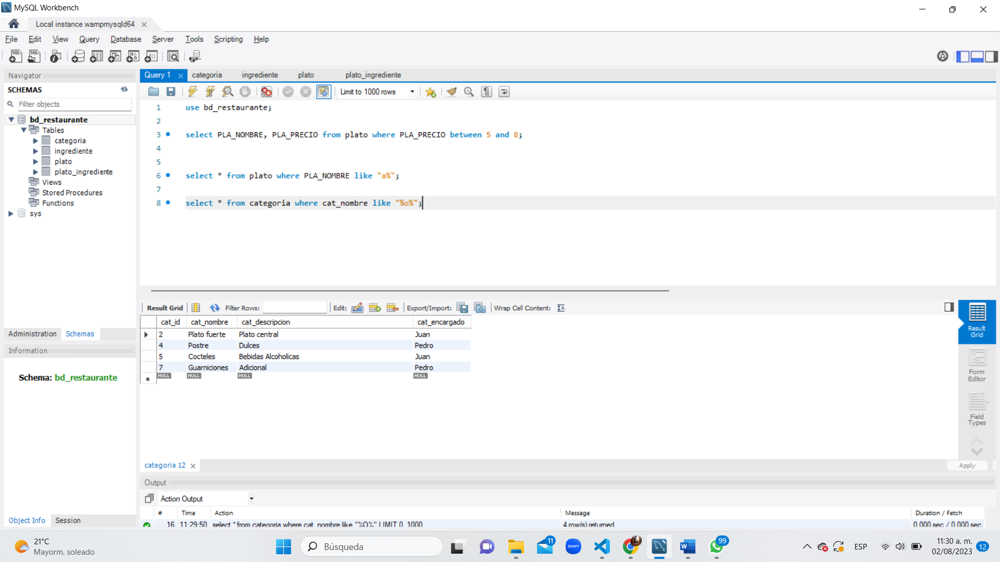 MySQL Workbench
Local instance wampmysqld64
File Edit View Query Database Server Tools Scripting Help
Navigator
SCHEMAS
Filter objects
bd_restaurante
Tables
categoria
ingrediente
plato
plato_ingrediente
Views
Stored Procedures
Functions
sys
Administration Schemas
Information
Schema: bd_restaurante
Object Info Session
Query 1 categoria ingrediente plato plato_ingrediente
Limit to 1000 rows
1 use bd_restaurante;
2
3 select PLA_NOMBRE, PLA_PRECIO from plato where PLA_PRECIO between 5 and 8;
4
5
6 select * from plato where PLA_NOMBRE like "a%";
7
8 select * from categoria where cat_nombre like "%o%";
Result Grid Filter Rows: Edit: Export/Import: Wrap Cell Content:
cat_id cat_nombre cat_descripcion cat_encargado
2 Plato fuerte Plato central Juan
4 Postre Dulces Pedro
5 Cocteles Bebidas Alcoholicas Juan
7 Guarniciones Adicional Pedro
NULL NULL NULL NULL
Result
Grid
Form
Editor
Field
Types
categoria 12
Apply
Output
Action Output
# Time Action Message Duration / Fetch
16 11:29:50 select * from categoria where cat_nombre like "%O%" LIMIT 0, 1000 4 row(s) returned 0.000 sec / 0.000 sec
21°C
Mayorm. soleado
Búsqueda
11
zoom
W
99
ESP
11:30 a. m.
02/08/2023
12